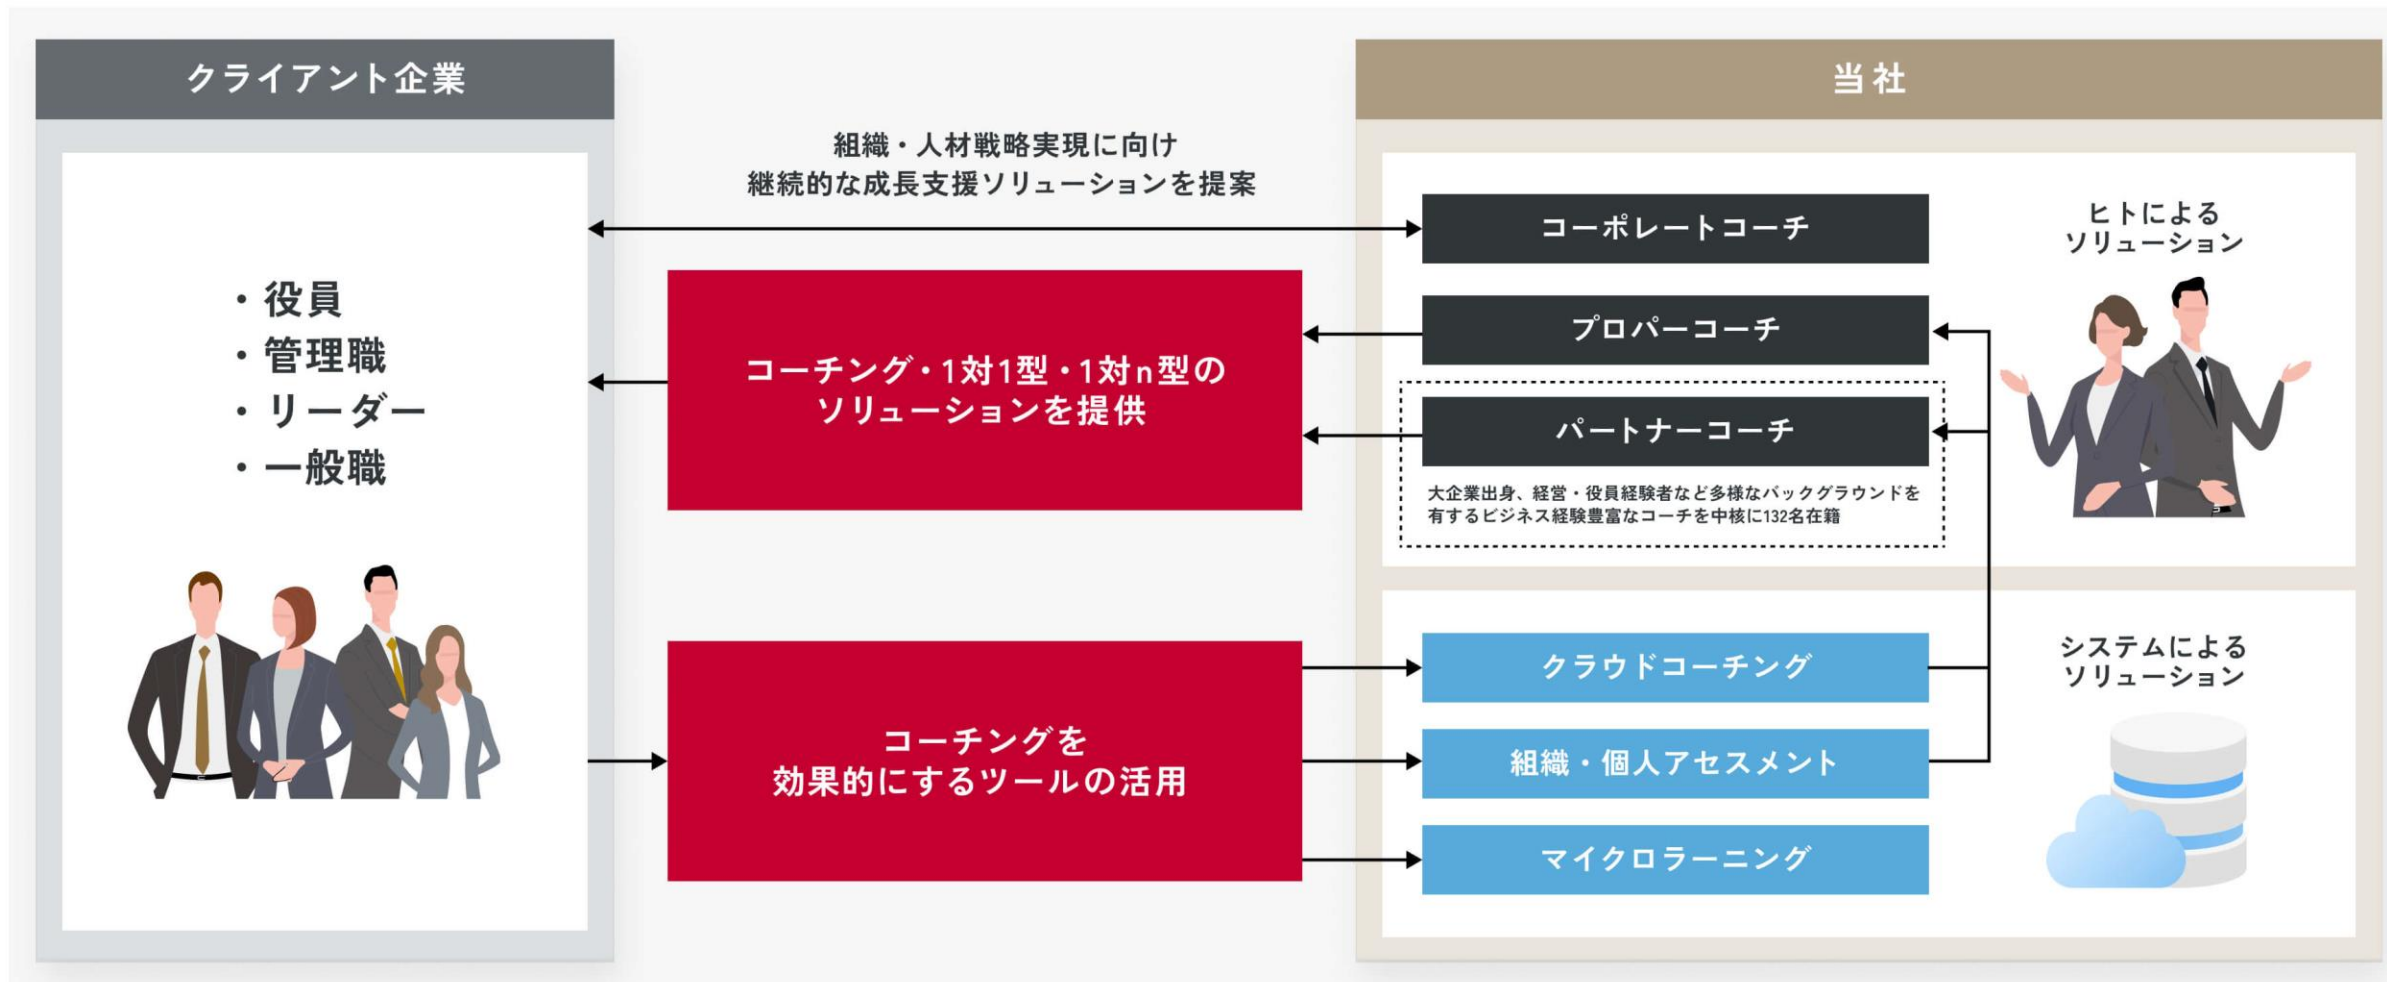 クライアント企業
・役員
・管理職
・リーダー
・一般職
組織・人材戦略実現に向け
継続的な成長支援ソリューションを提案
コーチング・1対1型・1対n型の
ソリューションを提供
コーチングを
効果的にするツールの活用
当社
コーポレートコーチ
プロパーコーチ
パートナーコーチ
大企業出身、経営・役員経験者など多様なバックグラウンドを
有するビジネス経験豊富なコーチを中核に132名在籍
ヒトによる
ソリューション
クラウドコーチング
組織・個人アセスメント
マイクロラーニング
システムによる
ソリューション